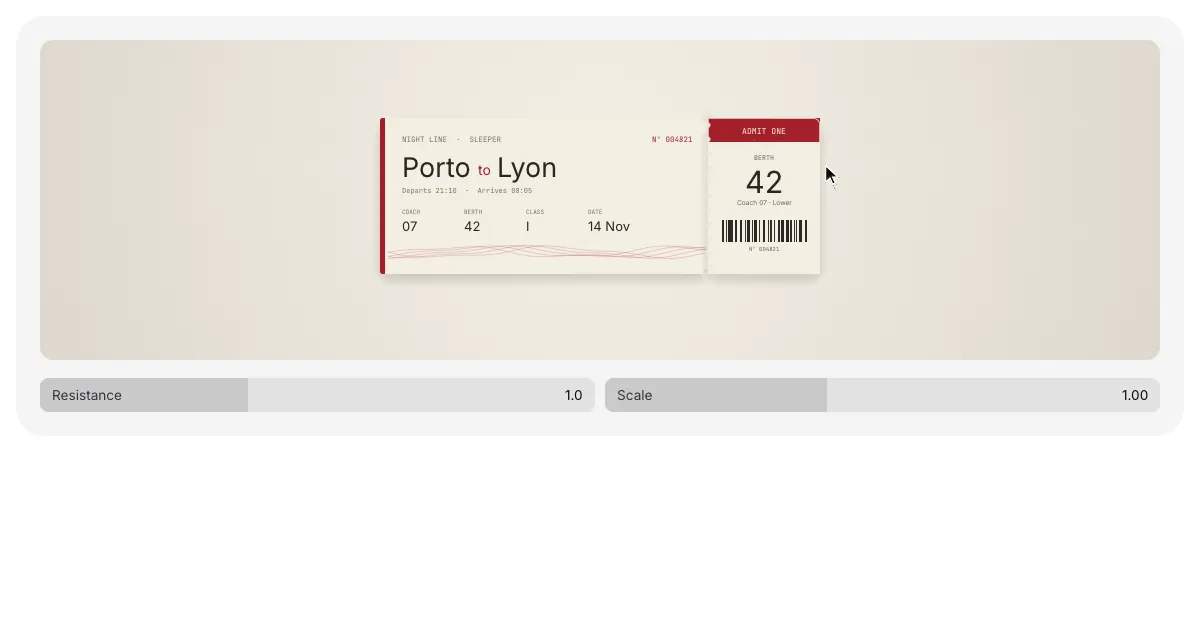 NIGHT LINE · SLEEPER
N° 004821
Porto to Lyon
Departs 21:10 · Arrives 08:05
COACH BERTH CLASS DATE
07 42 I 14 Nov
ADMIT ONE
BERTH
42
Coach 07 · Lower
N° 004821
Resistance 1.0
Scale 1.00